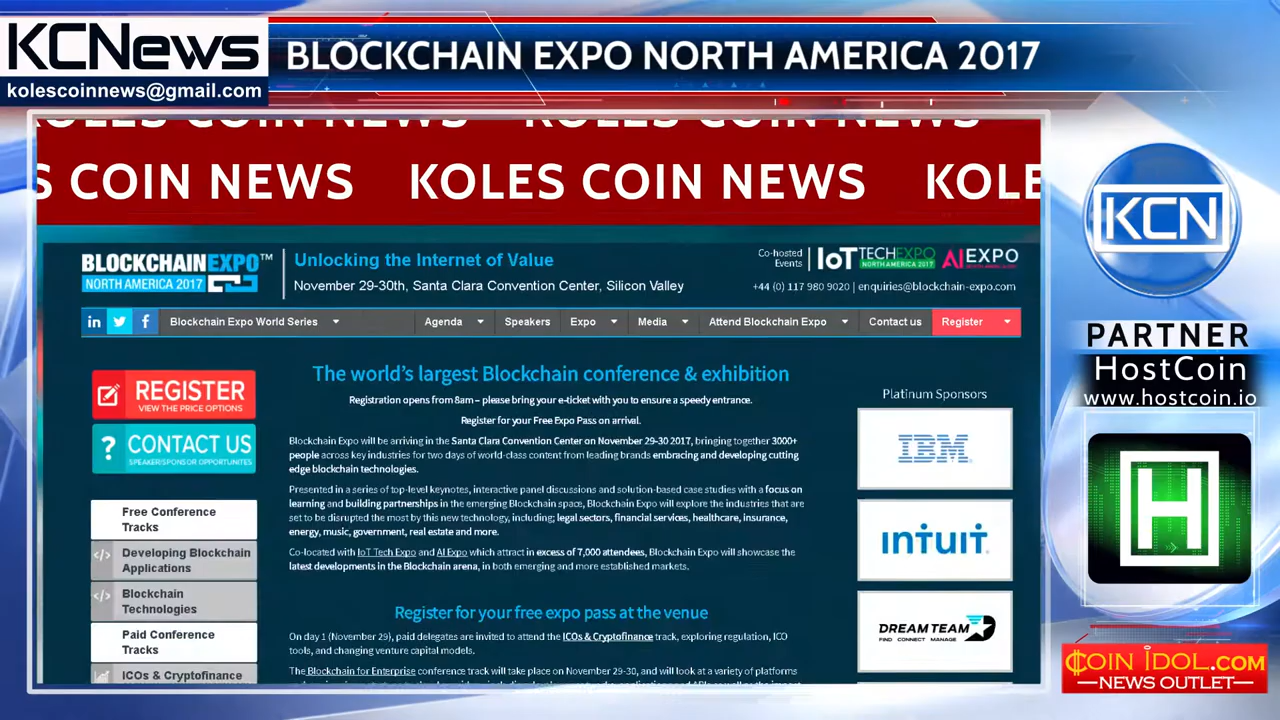 KCNews
kolescoinnews@gmail.com
BLOCKCHAIN EXPO NORTH AMERICA 2017
KOLES COIN NEWS KOLES COIN NEWS
S COIN NEWS KOLES COIN NEWS KOLE
BLOCKCHAINEXPO™
NORTH AMERICA 2017
Unlocking the Internet of Value
November 29-30th, Santa Clara Convention Center, Silicon Valley
Co-hosted
Events
IoT TECHEXPO
NORTH AMERICA 2017
AI EXPO
+44 (0) 117 980 9020 | enquiries@blockchain-expo.com
in f Blockchain Expo World Series Agenda Speakers Expo Media Attend Blockchain Expo Contact us Register
REGISTER
VIEW THE PRICE OPTIONS
? CONTACT US
SPEAKER/SPONSOR OPPORTUNITES
Free Conference
Tracks
</> Developing Blockchain
Applications
</> Blockchain
Technologies
Paid Conference
Tracks
ICOs & Cryptofinance
The world's largest Blockchain conference & exhibition
Registration opens from 8am – please bring your e-ticket with you to ensure a speedy entrance.
Register for your Free Expo Pass on arrival.
Blockchain Expo will be arriving in the Santa Clara Convention Center on November 29-30 2017, bringing together 3000+
people across key industries for two days of world-class content from leading brands embracing and developing cutting
edge blockchain technologies.
Presented in a series of top-level keynotes, interactive panel discussions and solution-based case studies with a focus on
learning and building partnerships in the emerging Blockchain space, Blockchain Expo will explore the industries that are
set to be disrupted the most by this new technology, including; legal sectors, financial services, healthcare, insurance,
energy, music, government, real estate and more.
Co-located with IoT Tech Expo and AI Expo which attract in excess of 7,000 attendees, Blockchain Expo will showcase the
latest developments in the Blockchain arena, in both emerging and more established markets.
Register for your free expo pass at the venue
On day 1 (November 29), paid delegates are invited to attend the ICOs & Cryptofinance track, exploring regulation, ICO
tools, and changing venture capital models.
The Blockchain for Enterprise conference track will take place on November 29-30, and will look at a variety of platforms
Platinum Sponsors
IBM
intuit
DREAM TEAM
FIND CONNECT MANAGE
KCN
PARTNER
HostCoin
www.hostcoin.io
H
COIN IDOL.COM
NEWS OUTLET